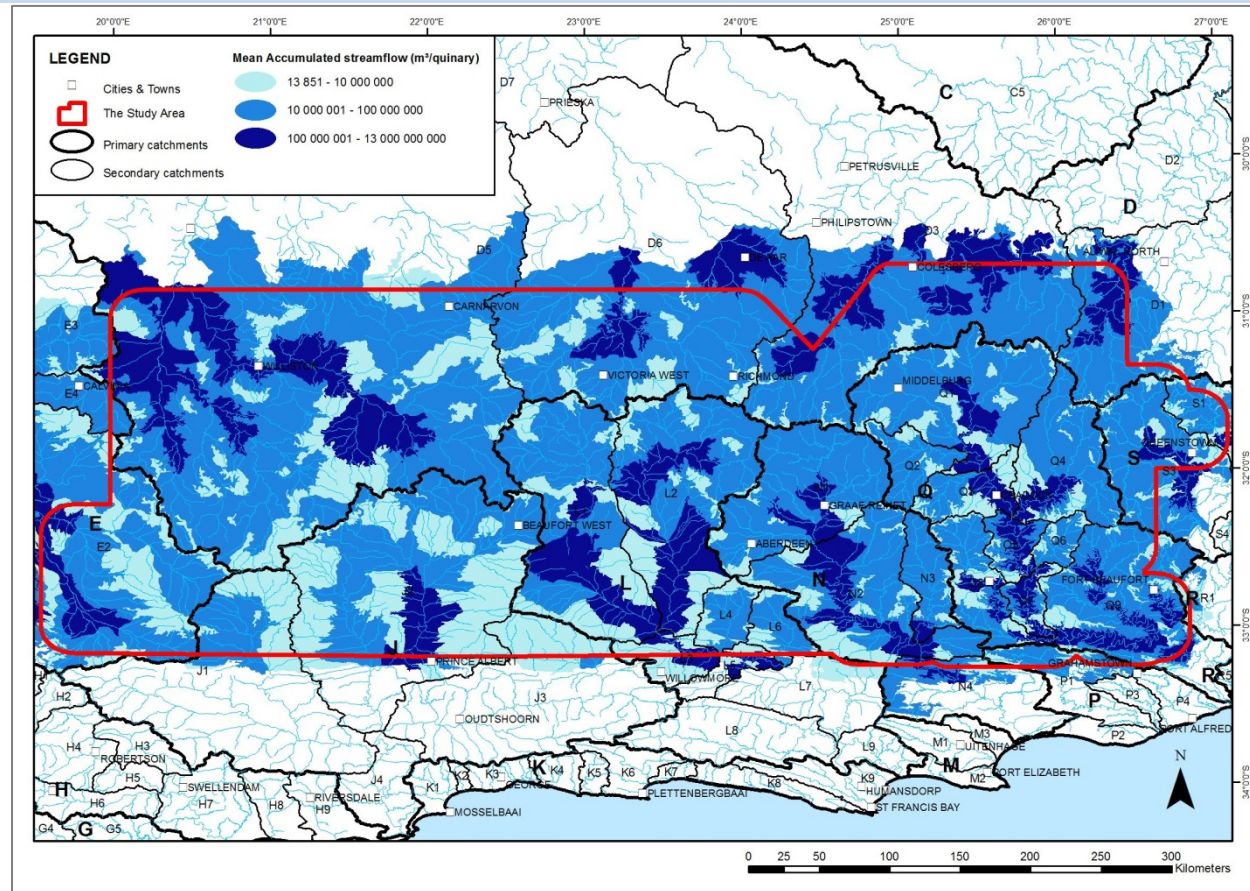 20°0'0"E 21°0'0"E 22°0'0"E 23°0'0"E 24°0'0"E 25°0'0"E 26°0'0"E 27°0'0"E
LEGEND
Cities & Towns
The Study Area
Primary catchments
Secondary catchments
Mean Accumulated streamflow (m³/quinary)
13 851 - 10 000 000
10 000 001 - 100 000 000
100 000 001 - 13 000 000 000
D7
PRIESKA
C
C5
D2
30°0'0"S
PETRUSVILLE
D
PHILIPSTOWN
D3
D5
D6
COLESBERG
CARNARVON
D1
31°0'0"S
E3
E4
VICTORIA WEST
RICHMOND
MIDDELBURG
S1
QUEENSTOWN
S
S3
32°0'0"S
Q2
Q4
L2
BEAUFORT WEST
ABERDEEN
E
E2
S4
Q6
L
N
N3
N2
FORT BEAUFORT
R1
L4
L6
33°0'0"S
J
PRINCE ALBERT
GRAHAMSTOWN
J1
WILLOWMORE
L7
N4
P1
P
P3
P4
P2
PORT ALFRED
H2
J3
OUDTSHOORN
L8
L9
M1
M3
UITENHAGE
M
M2
PORT ELIZABETH
H4
H3
ROBERTSON
H5
H
H6
SWELLENDAM
H7
H8
RIVERSDALE
H9
J4
K1
K2
K3
GEORGE
K
K4
K5
K6
K7
K8
K9
HUMANSDORP
PLETTENBERGBAAI
ST FRANCIS BAY
MOSSELBAAI
34°0'0"S
G4
G
G5
N
0 25 50 100 150 200 250 300
Kilometers